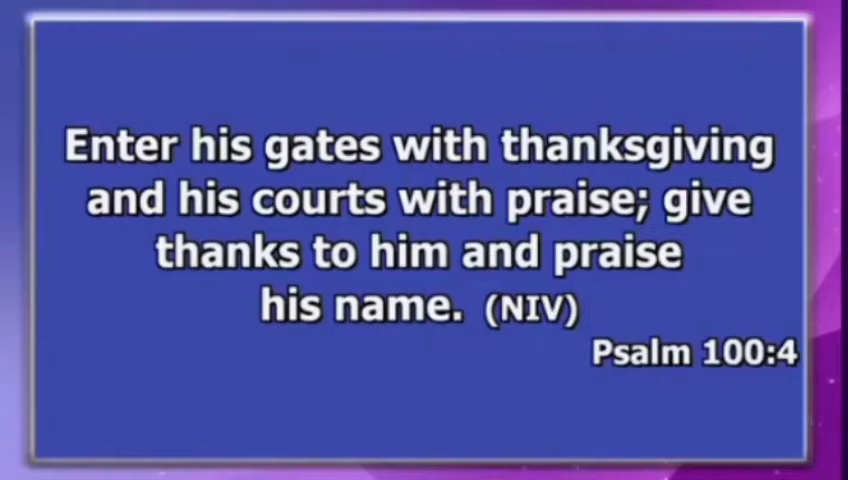 Enter his gates with thanksgiving
and his courts with praise; give
thanks to him and praise
his name. (NIV)
Psalm 100:4